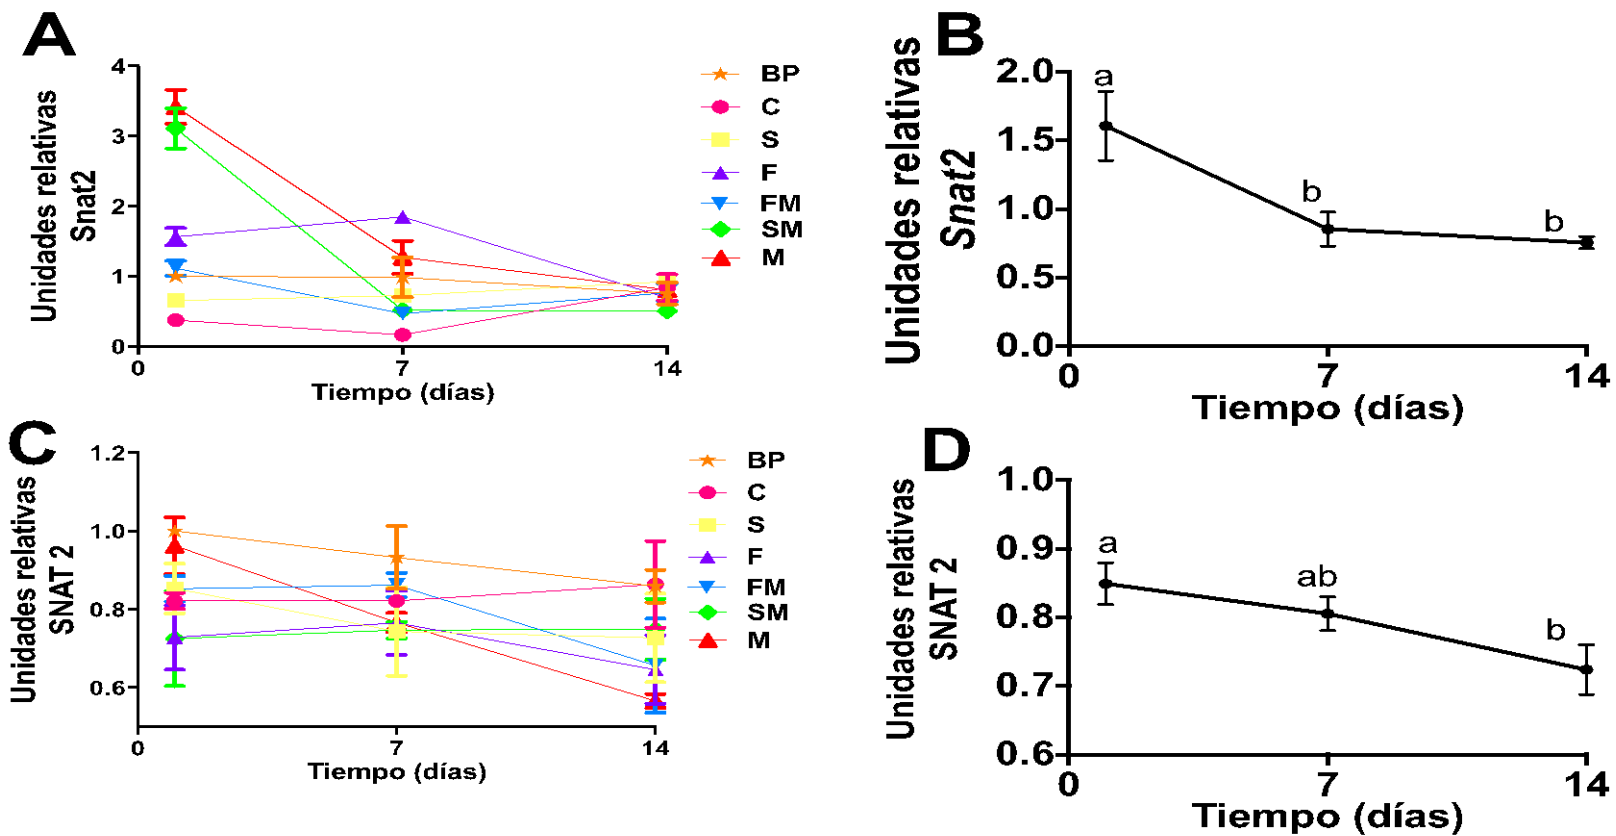 A
Unidades relativas
Snat2
4
3
2
1
0
0
7
14
Tiempo (días)
BP
C
S
F
FM
SM
M
B
Unidades relativas
Snat2
2.0
1.5
1.0
0.5
0.0
a
b
b
0
7
14
Tiempo (días)
C
Unidades relativas
SNAT 2
1.2
1.0
0.8
0.6
0
7
14
Tiempo (días)
BP
C
S
F
FM
SM
M
D
Unidades relativas
SNAT 2
1.0
0.9
0.8
0.7
0.6
a
ab
b
0
7
14
Tiempo (días)